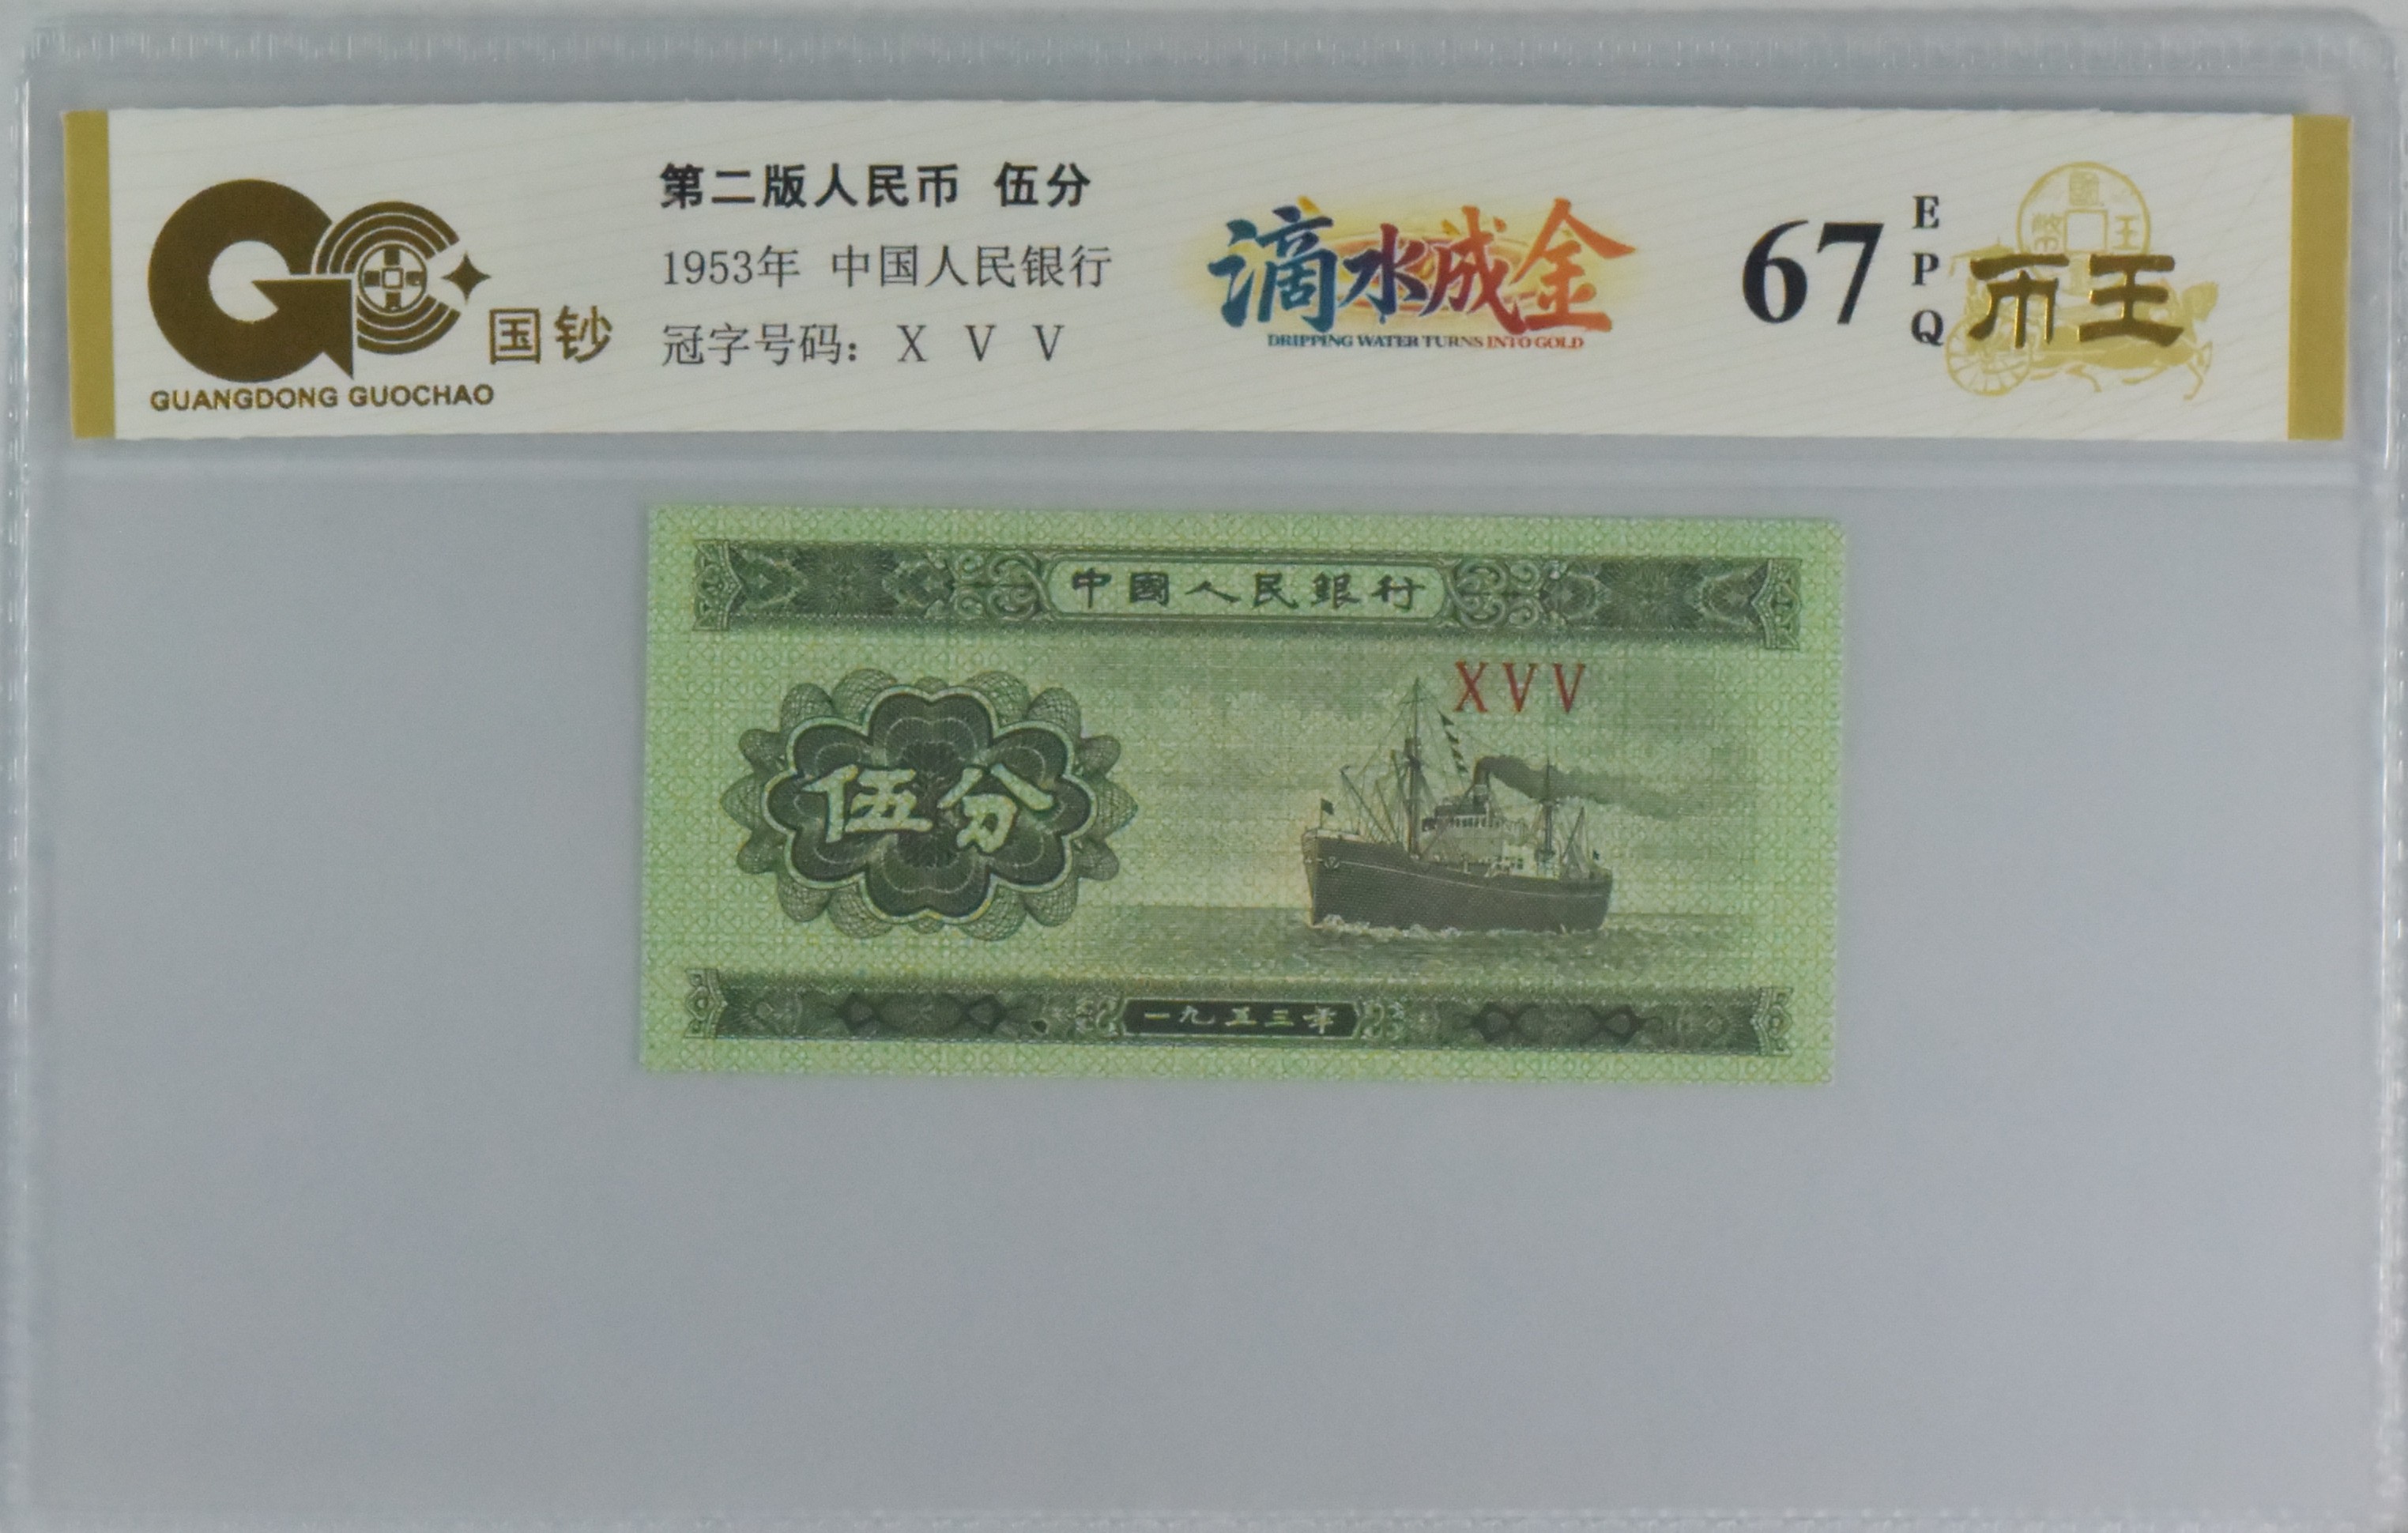 国钞
GUANGDONG GUOCHAO
第二版人民币 伍分
1953年 中国人民银行
冠字号码: X V V
滴水成金
DRIPPING WATER TURNS INTO GOLD
67
E
P
Q
币王
中國人民銀行
XVV
伍分
一九五三年